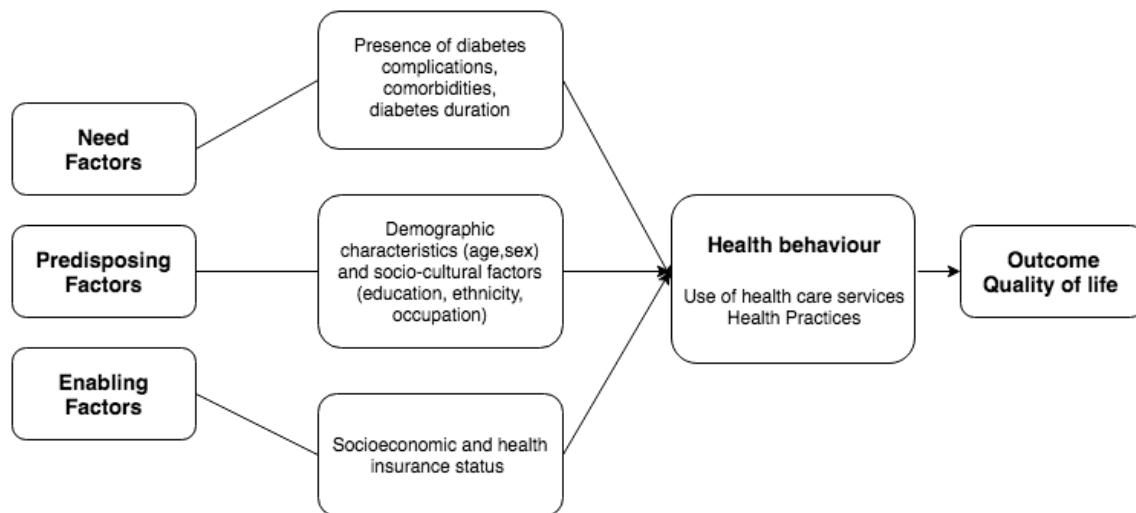 Need
Factors
Presence of diabetes
complications,
comorbidities,
diabetes duration
Predisposing
Factors
Demographic
characteristics (age,sex)
and socio-cultural factors
(education, ethnicity,
occupation)
Enabling
Factors
Socioeconomic and health
insurance status
Health behaviour
Use of health care services
Health Practices
Outcome
Quality of life